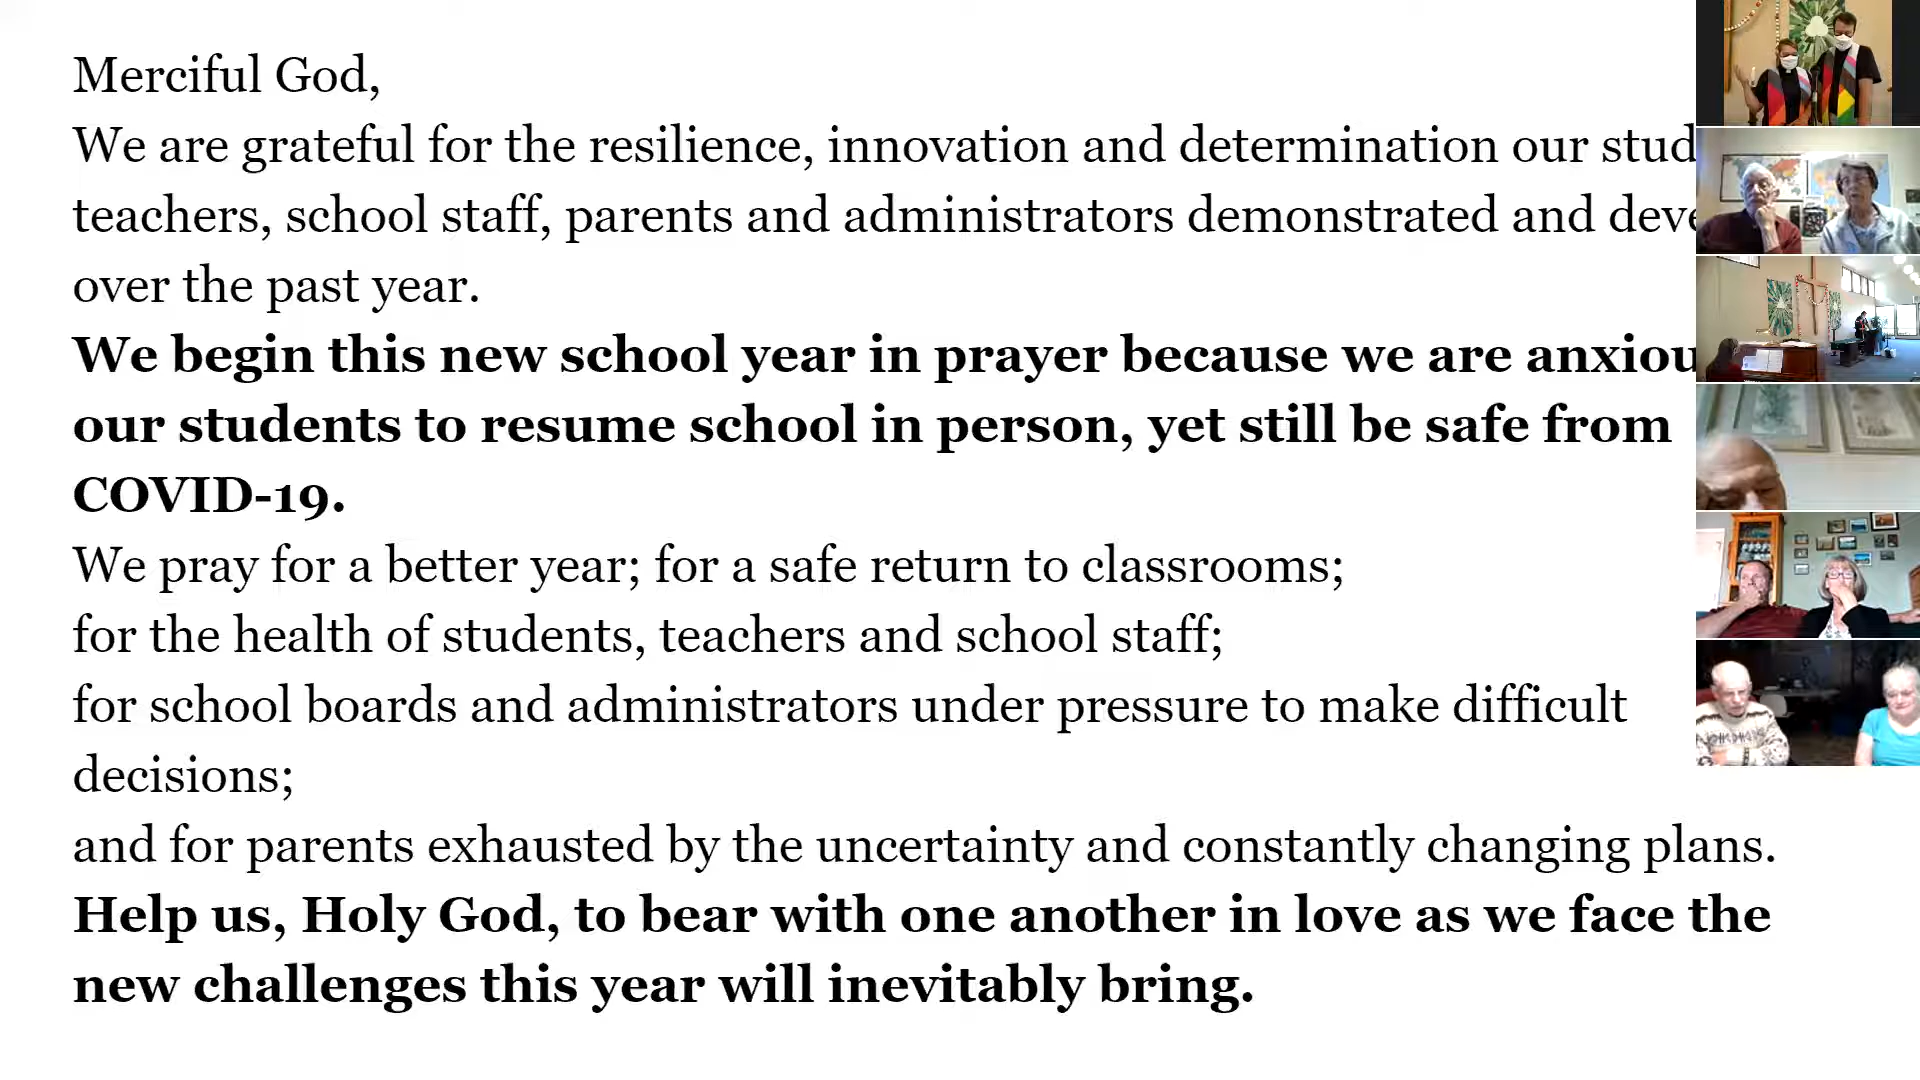 Merciful God,
We are grateful for the resilience, innovation and determination our
teachers, school staff, parents and administrators demonstrated and
over the past year.
We begin this new school year in prayer because we are
our students to resume school in person, yet still be safe from
COVID-19.
We pray for a better year; for a safe return to classrooms;
for the health of students, teachers and school staff;
for school boards and administrators under pressure to make difficult
decisions;
and for parents exhausted by the uncertainty and constantly changing plans.
Help us, Holy God, to bear with one another in love as we face the
new challenges this year will inevitably bring.